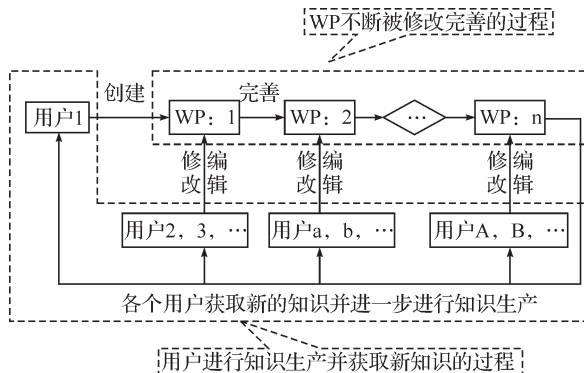 WP不断被修改完善的过程
创建
完善
用户1
WP：1
WP：2
…
WP：n
修改
编辑
修改
编辑
修改
编辑
用户2，3，…
用户a，b，…
用户A，B，…
各个用户获取新的知识并进一步进行知识生产
用户进行知识生产并获取新知识的过程